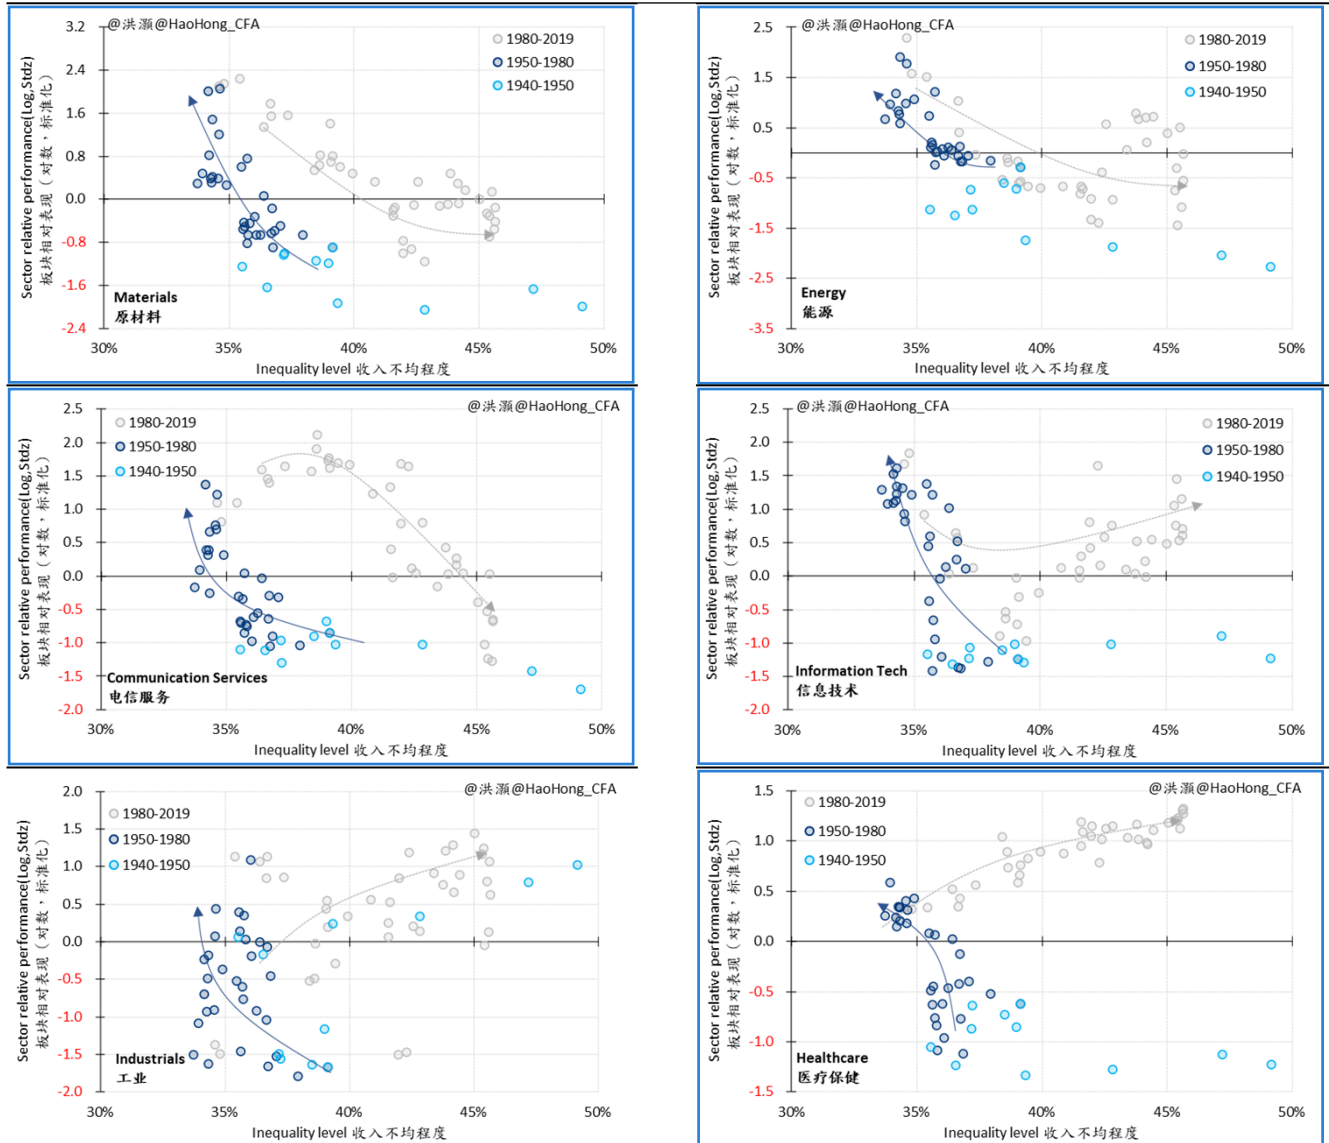 @洪灝@HaoHong_CFA
3.2
2.4
1.6
0.8
0.0
-0.8
-1.6
-2.4
1980-2019
1950-1980
1940-1950
Sector relative performance(Log,Stdz)
板块相对表现（对数，标准化）
Materials
原材料
30%
35%
40%
45%
50%
Inequality level 收入不均程度
@洪灝@HaoHong_CFA
2.5
1.5
0.5
-0.5
-1.5
-2.5
-3.5
1980-2019
1950-1980
1940-1950
Sector relative performance(Log,Stdz)
板块相对表现（对数，标准化）
Energy
能源
30%
35%
40%
45%
50%
Inequality level 收入不均程度
@洪灝@HaoHong_CFA
2.5
2.0
1.5
1.0
0.5
0.0
-0.5
-1.0
-1.5
-2.0
1980-2019
1950-1980
1940-1950
Sector relative performance(Log,Stdz)
板块相对表现（对数，标准化）
Communication Services
电信服务
30%
35%
40%
45%
50%
Inequality level 收入不均程度
@洪灝@HaoHong_CFA
2.5
2.0
1.5
1.0
0.5
0.0
-0.5
-1.0
-1.5
-2.0
1980-2019
1950-1980
1940-1950
Sector relative performance(Log,Stdz)
板块相对表现（对数，标准化）
Information Tech
信息技术
30%
35%
40%
45%
50%
Inequality level 收入不均程度
@洪灝@HaoHong_CFA
2.0
1.5
1.0
0.5
0.0
-0.5
-1.0
-1.5
-2.0
1980-2019
1950-1980
1940-1950
Sector relative performance(Log,Stdz)
板块相对表现（对数，标准化）
Industrials
工业
30%
35%
40%
45%
50%
Inequality level 收入不均程度
@洪灝@HaoHong_CFA
1.5
1.0
0.5
0.0
-0.5
-1.0
-1.5
1980-2019
1950-1980
1940-1950
Sector relative performance(Log,Stdz)
板块相对表现（对数，标准化）
Healthcare
医疗保健
30%
35%
40%
45%
50%
Inequality level 收入不均程度